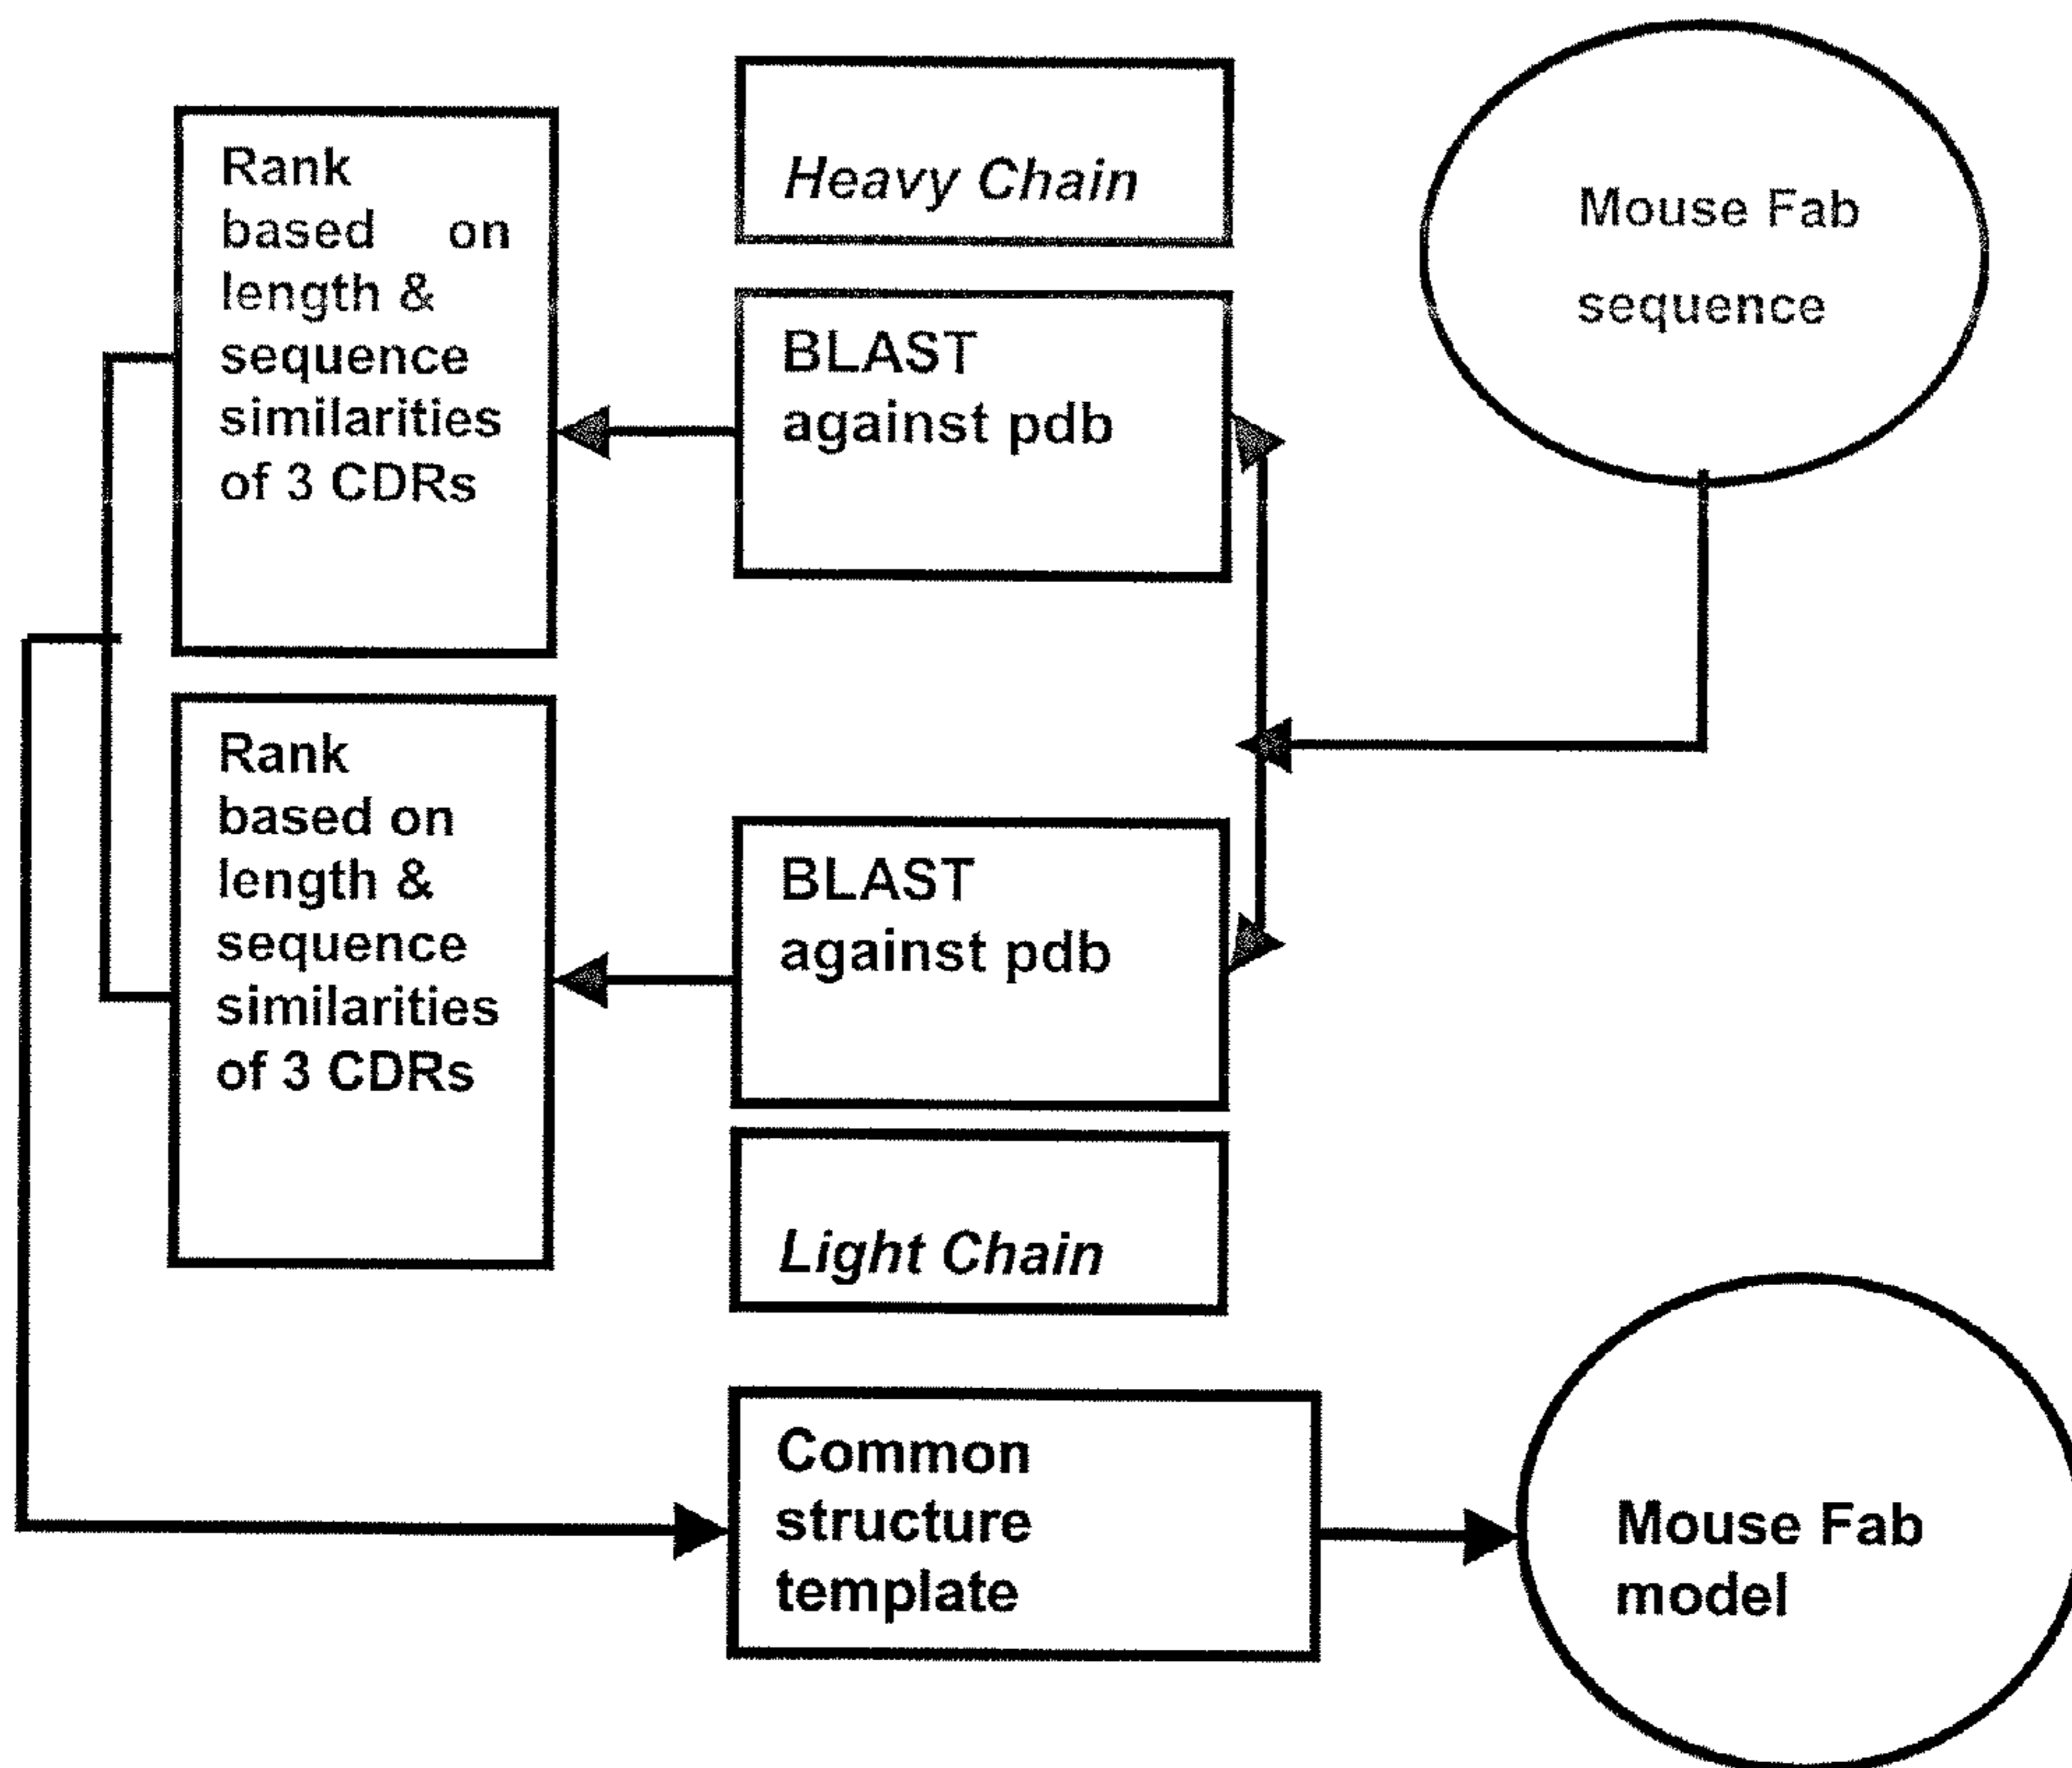 Heavy Chain
Mouse Fab
sequence
Rank
based on
length &
sequence
similarities
of 3 CDRs
BLAST
against pdb
Rank
based on
length &
sequence
similarities
of 3 CDRs
BLAST
against pdb
Light Chain
Common
structure
template
Mouse Fab
model